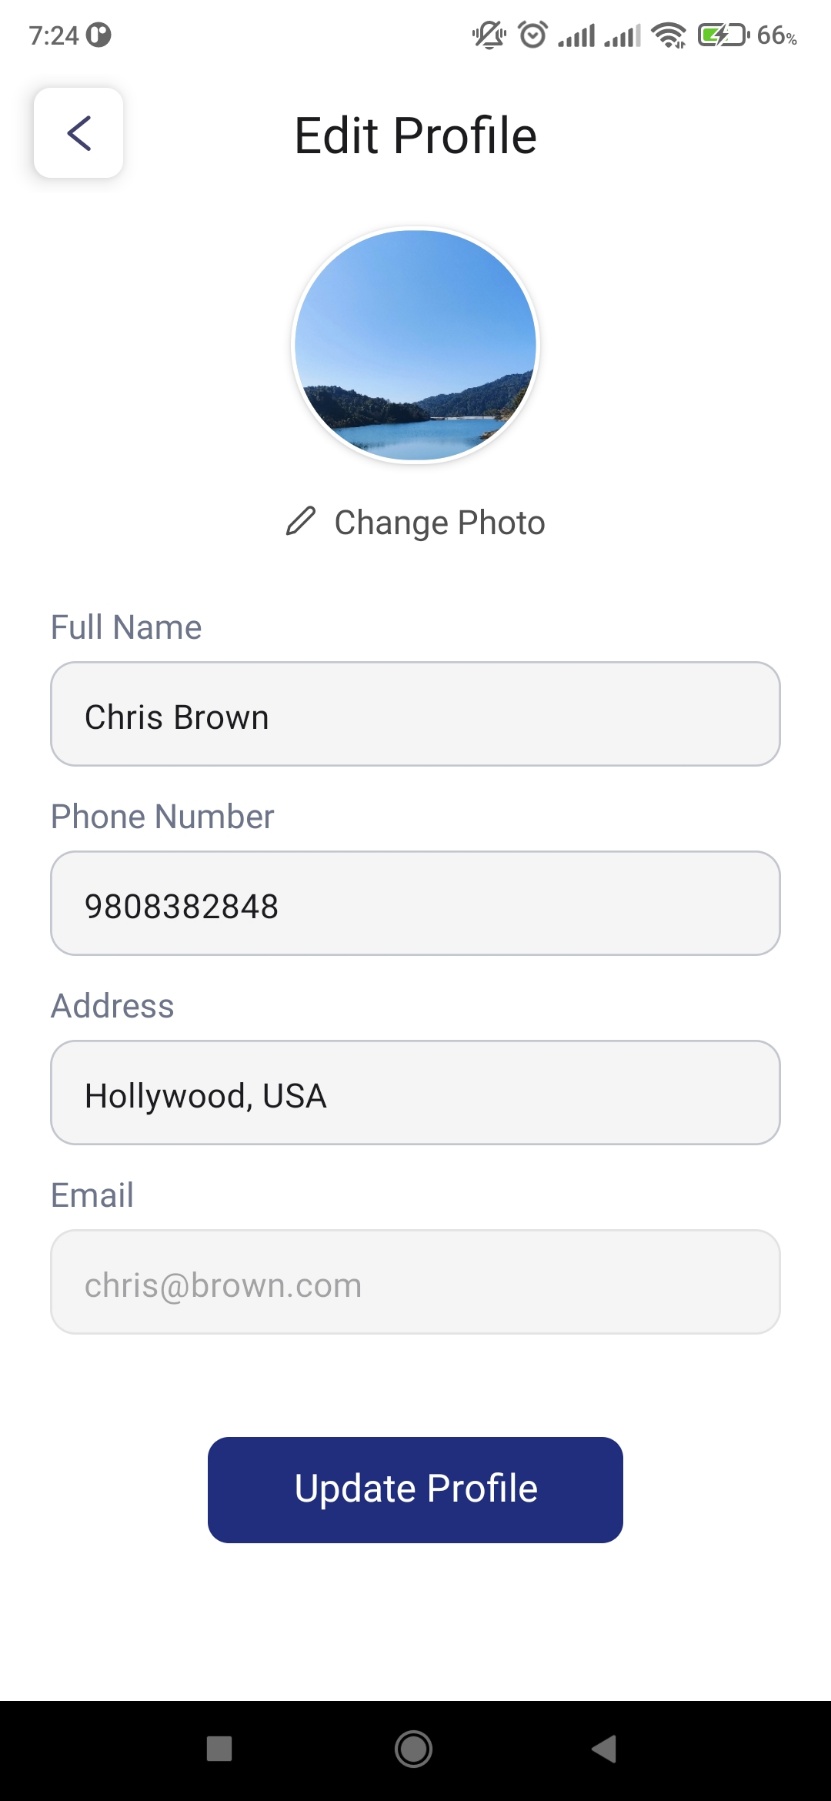 7:24 66%
Edit Profile
Change Photo
Full Name
Chris Brown
Phone Number
9808382848
Address
Hollywood, USA
Email
chris@brown.com
Update Profile